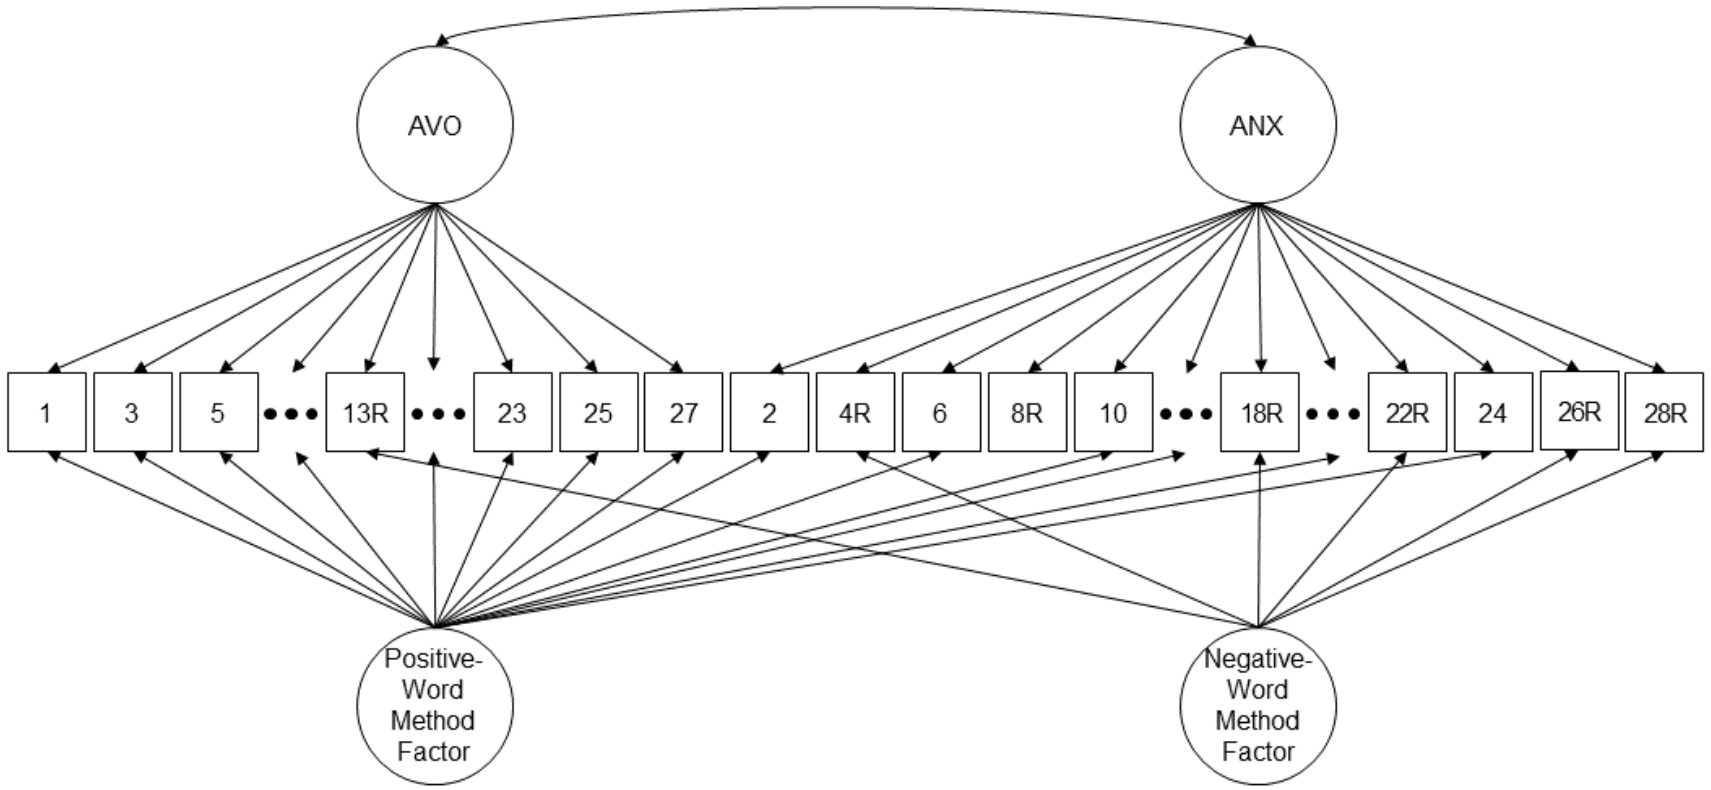 AVO
ANX
1
3
5
13R
23
25
27
2
4R
6
8R
10
18R
22R
24
26R
28R
Positive-
Word
Method
Factor
Negative-
Word
Method
Factor